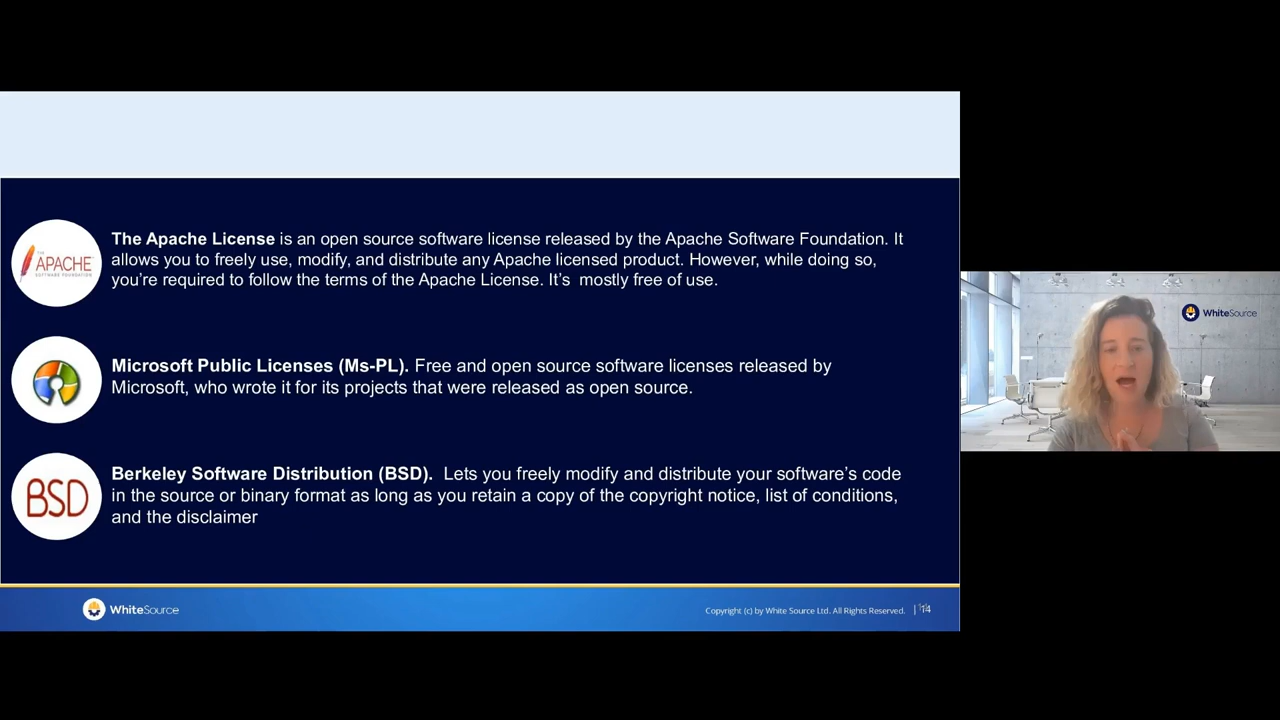 THE
APACHE
SOFTWARE FOUNDATION
The Apache License is an open source software license released by the Apache Software Foundation. It
allows you to freely use, modify, and distribute any Apache licensed product. However, while doing so,
you’re required to follow the terms of the Apache License. It’s  mostly free of use.
Microsoft Public Licenses (Ms-PL). Free and open source software licenses released by
Microsoft, who wrote it for its projects that were released as open source.
BSD
Berkeley Software Distribution (BSD).  Lets you freely modify and distribute your software’s code
in the source or binary format as long as you retain a copy of the copyright notice, list of conditions,
and the disclaimer
WhiteSource
Copyright (c) by White Source Ltd. All Rights Reserved.
| 14
WhiteSource